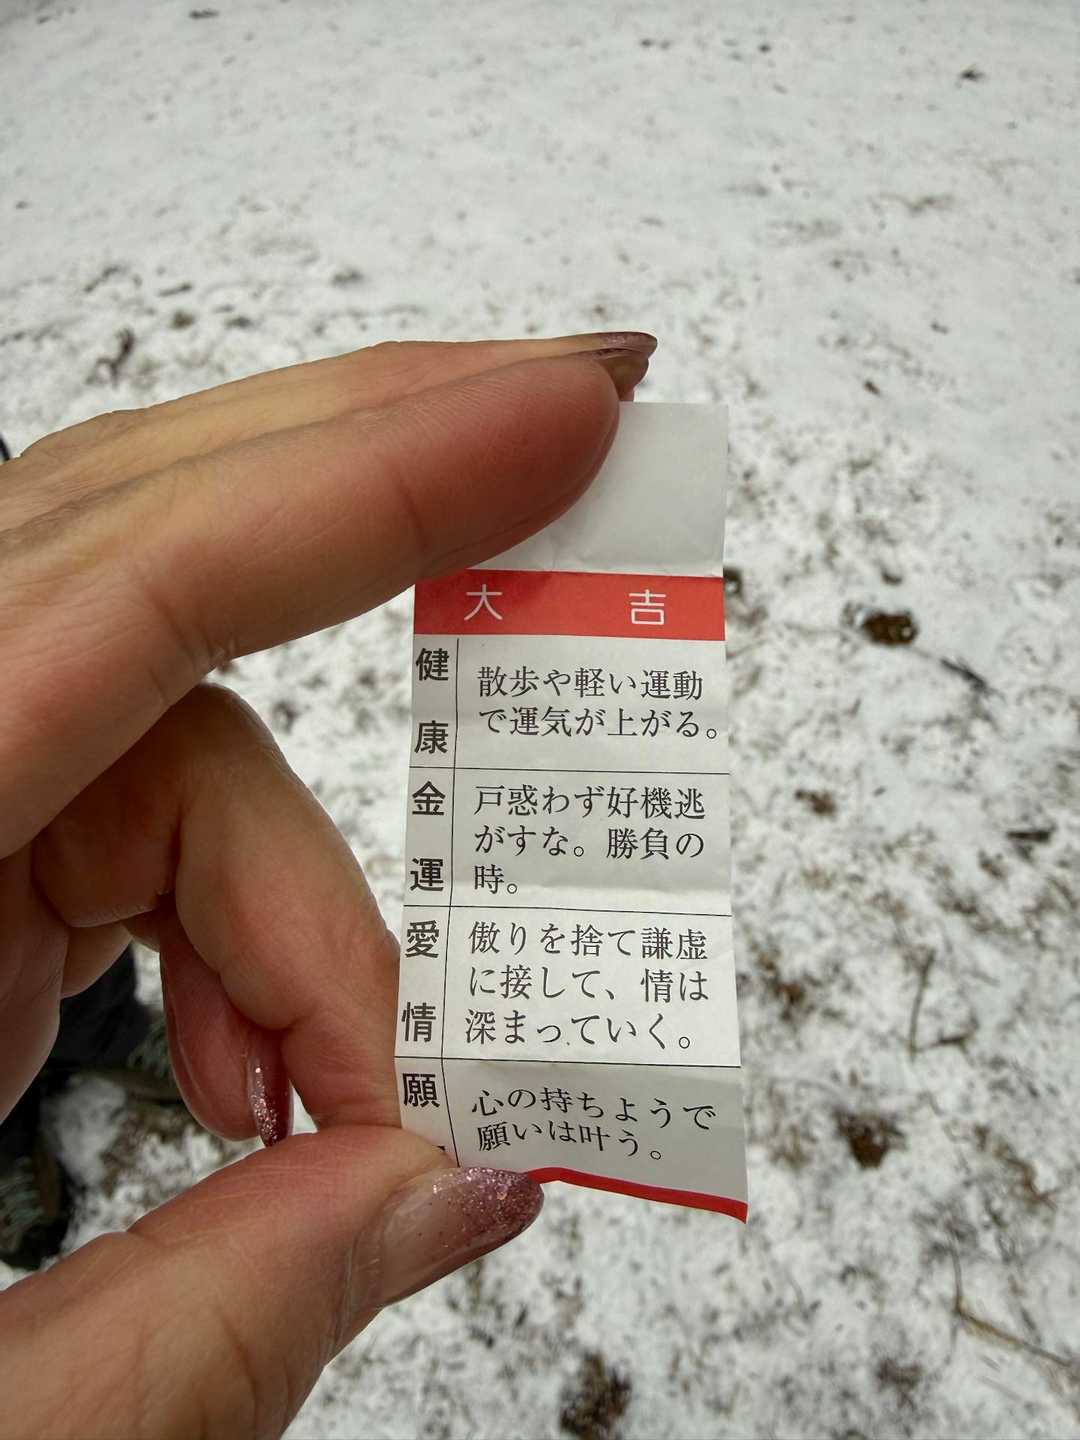 大吉
健康
散歩や軽い運動
で運気が上がる。
金運
戸惑わず好機逃
がすな。勝負の
時。
愛情
傲りを捨て謙虚
に接して、情は
深まっていく。
願
心の持ちようで
願いは叶う。